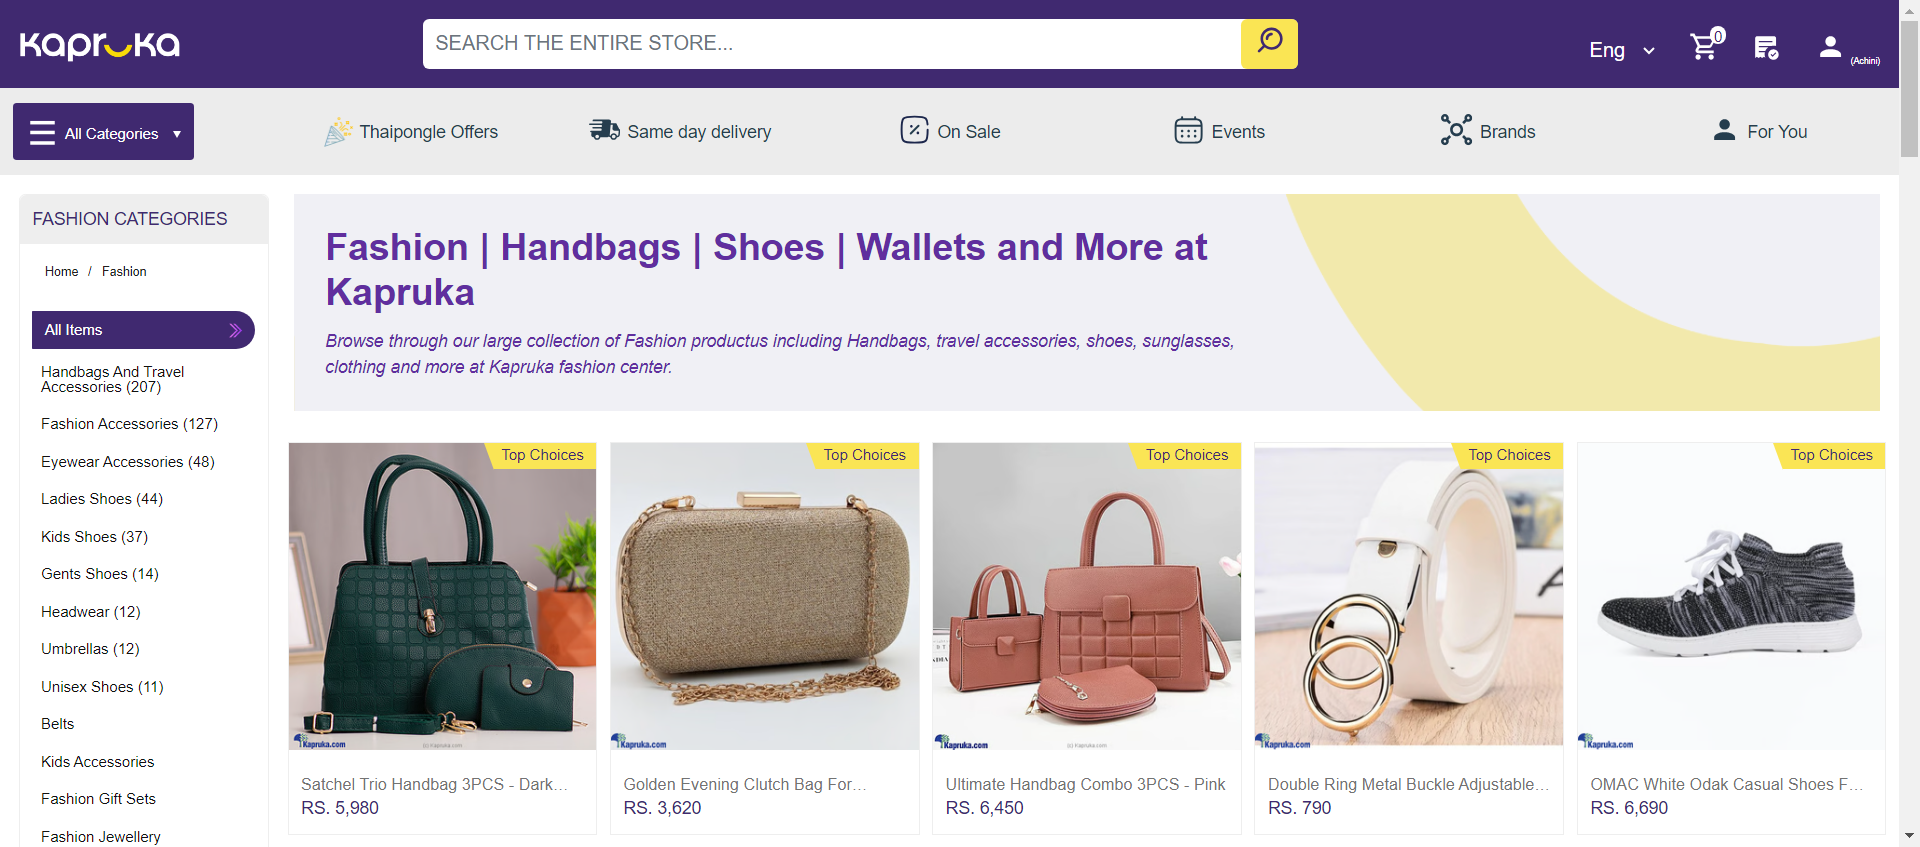 kapruka
SEARCH THE ENTIRE STORE...
Eng
0
(Achini)
All Categories
Thaipongle Offers
Same day delivery
On Sale
Events
Brands
For You
FASHION CATEGORIES
Home / Fashion
All Items
Handbags And Travel
Accessories (207)
Fashion Accessories (127)
Eyewear Accessories (48)
Ladies Shoes (44)
Kids Shoes (37)
Gents Shoes (14)
Headwear (12)
Umbrellas (12)
Unisex Shoes (11)
Belts
Kids Accessories
Fashion Gift Sets
Fashion Jewellery
Fashion | Handbags | Shoes | Wallets and More at
Kapruka
Browse through our large collection of Fashion productus including Handbags, travel accessories, shoes, sunglasses,
clothing and more at Kapruka fashion center.
Top Choices
Kapruka.com
(c) Kapruka.com
Satchel Trio Handbag 3PCS - Dark...
RS. 5,980
Top Choices
Kapruka.com
Golden Evening Clutch Bag For...
RS. 3,620
Top Choices
Kapruka.com
(c) Kapruka.com
Ultimate Handbag Combo 3PCS - Pink
RS. 6,450
Top Choices
Kapruka.com
Double Ring Metal Buckle Adjustable...
RS. 790
Top Choices
Kapruka.com
OMAC White Odak Casual Shoes F...
RS. 6,690